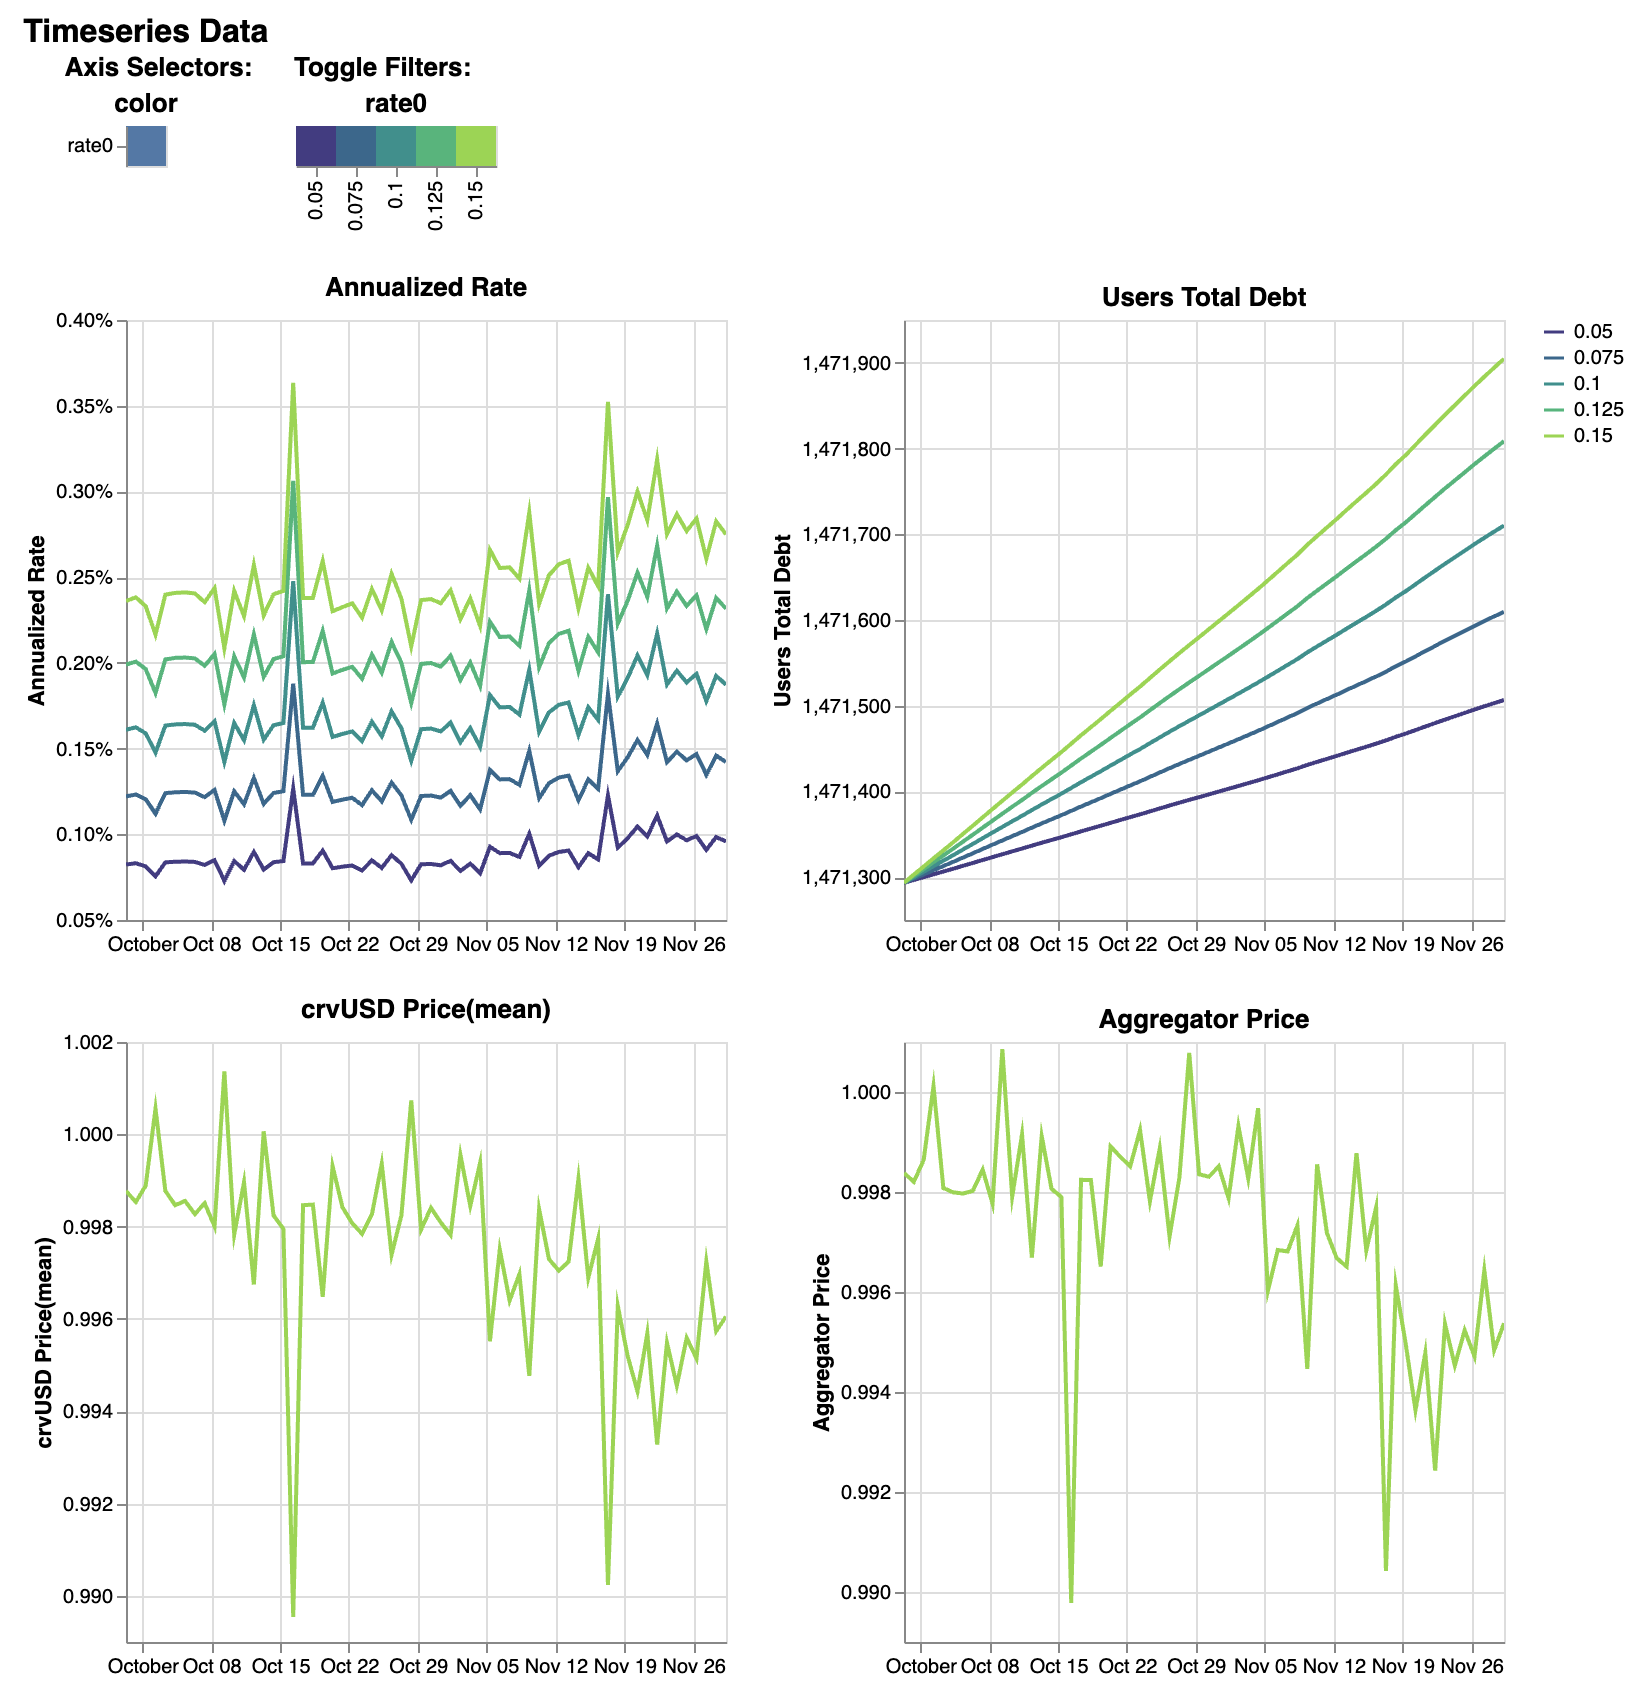 Timeseries Data
Axis Selectors: Toggle Filters:
color rate0
rate0
0.05 0.075 0.1 0.125 0.15
Annualized Rate
0.40%
0.35%
0.30%
0.25%
0.20%
0.15%
0.10%
0.05%
Annualized Rate
October Oct 08 Oct 15 Oct 22 Oct 29 Nov 05 Nov 12 Nov 19 Nov 26
Users Total Debt
1,471,900
1,471,800
1,471,700
1,471,600
1,471,500
1,471,400
1,471,300
Users Total Debt
October Oct 08 Oct 15 Oct 22 Oct 29 Nov 05 Nov 12 Nov 19 Nov 26
0.05
0.075
0.1
0.125
0.15
crvUSD Price(mean)
1.002
1.000
0.998
0.996
0.994
0.992
0.990
crvUSD Price(mean)
October Oct 08 Oct 15 Oct 22 Oct 29 Nov 05 Nov 12 Nov 19 Nov 26
Aggregator Price
1.000
0.998
0.996
0.994
0.992
0.990
Aggregator Price
October Oct 08 Oct 15 Oct 22 Oct 29 Nov 05 Nov 12 Nov 19 Nov 26